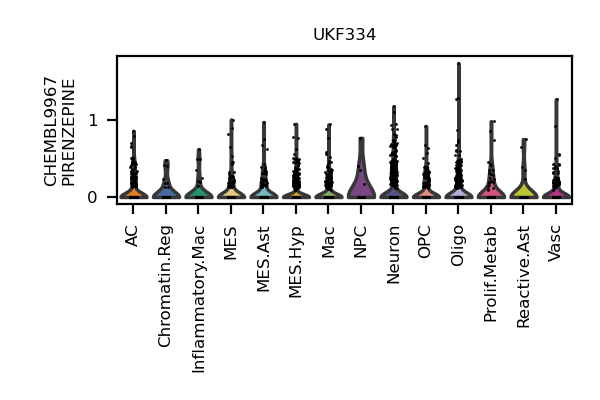 UKF334
CHEMBL9967
PIRENZEPINE
1
0
AC
Chromatin.Reg
Inflammatory.Mac
MES
MES.Ast
MES.Hyp
Mac
NPC
Neuron
OPC
Oligo
Prolif.Metab
Reactive.Ast
Vasc